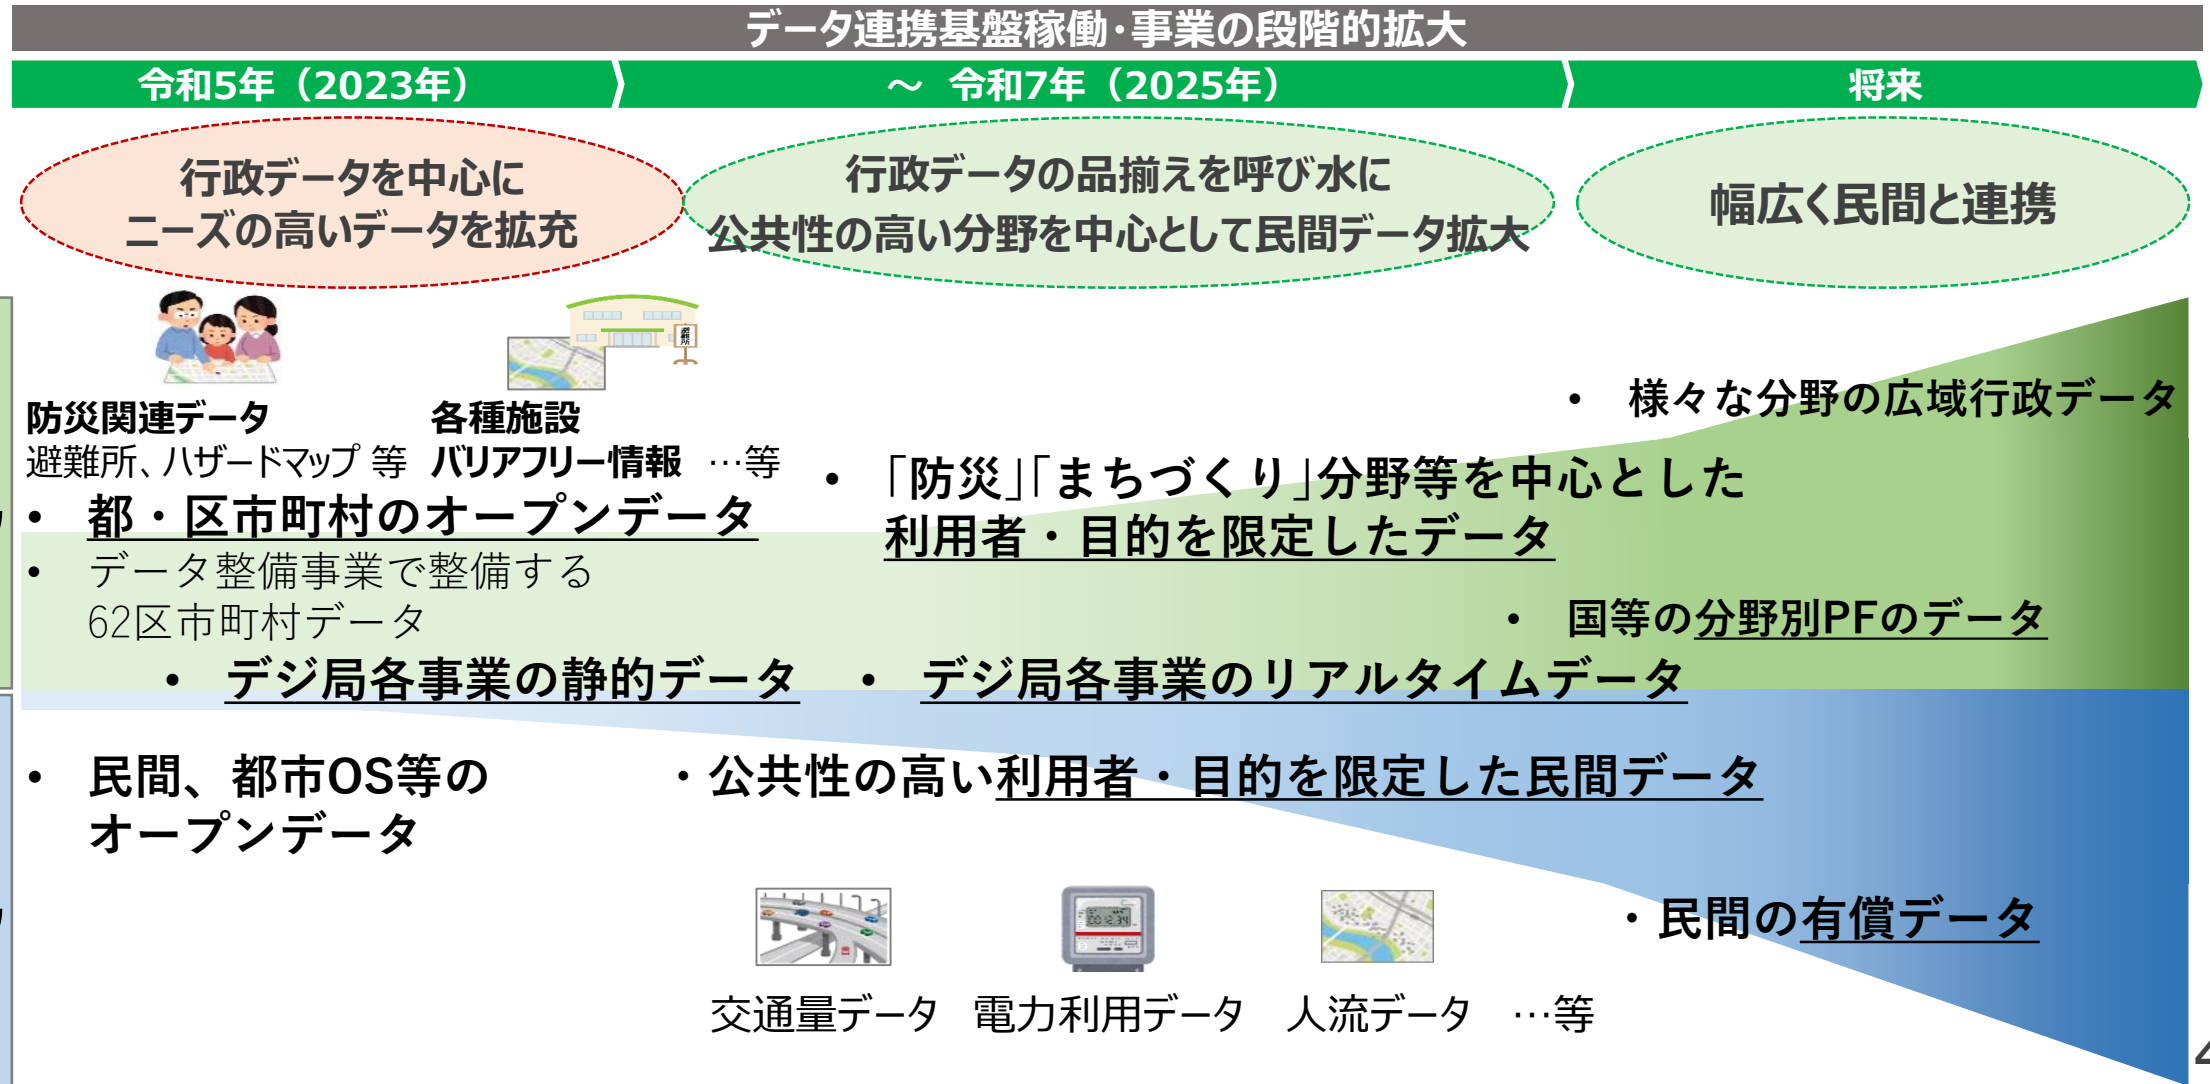 データ連携基盤稼働・事業の段階的拡大
令和5年（2023年）
～ 令和7年（2025年）
将来
行政データを中心に
ニーズの高いデータを拡充
行政データの品揃えを呼び水に
公共性の高い分野を中心として民間データ拡大
幅広く民間と連携
避難所
防災関連データ
避難所、ハザードマップ 等
各種施設
バリアフリー情報 …等
• 都・区市町村のオープンデータ
• データ整備事業で整備する
62区市町村データ
• デジ局各事業の静的データ
• 「防災」「まちづくり」分野等を中心とした
利用者・目的を限定したデータ
• デジ局各事業のリアルタイムデータ
• 様々な分野の広域行政データ
• 国等の分野別PFのデータ
• 民間、都市OS等の
オープンデータ
・公共性の高い利用者・目的を限定した民間データ
交通量データ 電力利用データ 人流データ …等
・民間の有償データ